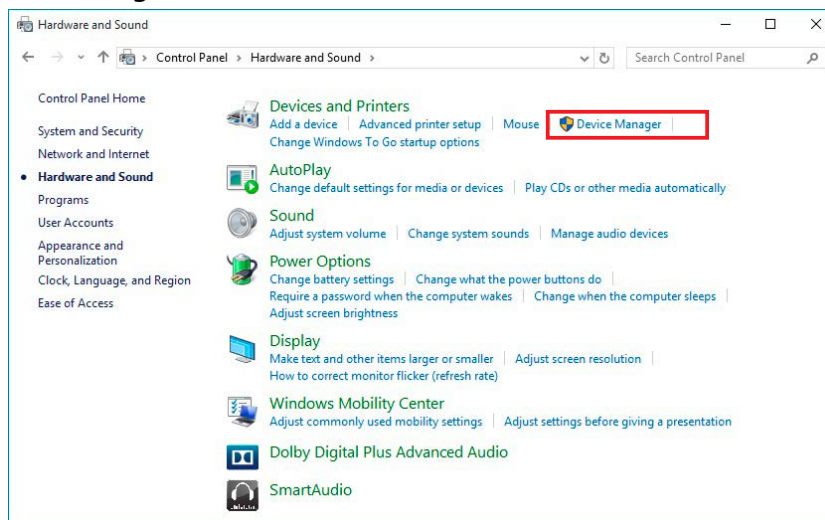 Hardware and Sound
Control Panel > Hardware and Sound >
Search Control Panel
Control Panel Home
System and Security
Network and Internet
Hardware and Sound
Programs
User Accounts
Appearance and
Personalization
Clock, Language, and Region
Ease of Access
Devices and Printers
Add a device | Advanced printer setup | Mouse | Device Manager |
Change Windows To Go startup options
AutoPlay
Change default settings for media or devices | Play CDs or other media automatically
Sound
Adjust system volume | Change system sounds | Manage audio devices
Power Options
Change battery settings | Change what the power buttons do |
Require a password when the computer wakes | Change when the computer sleeps |
Adjust screen brightness
Display
Make text and other items larger or smaller | Adjust screen resolution |
How to correct monitor flicker (refresh rate)
Windows Mobility Center
Adjust commonly used mobility settings | Adjust settings before giving a presentation
Dolby Digital Plus Advanced Audio
SmartAudio